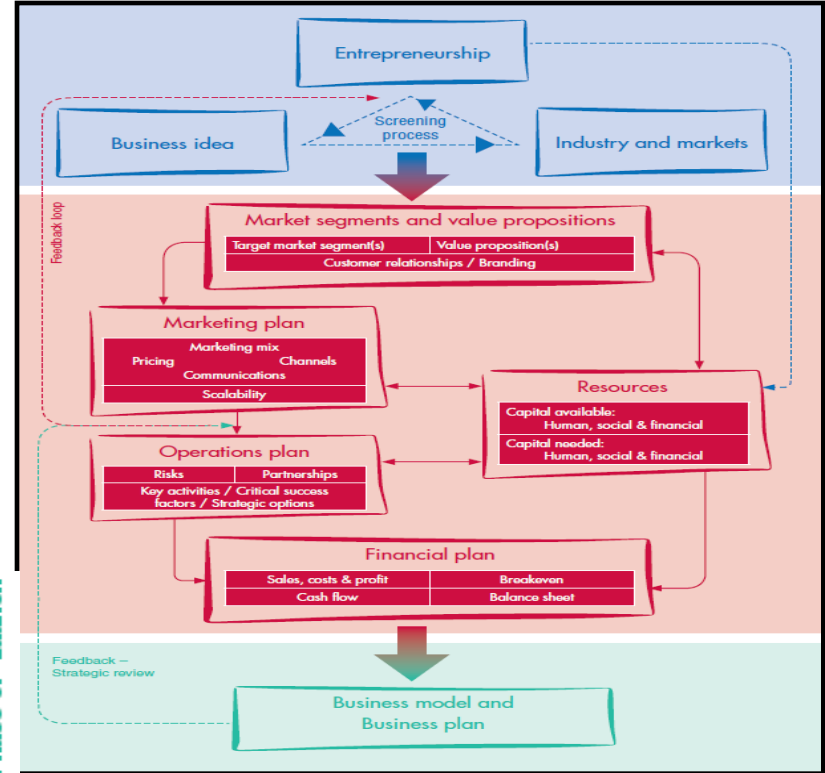 Entrepreneurship
Screening
process
Business idea
Industry and markets
Feedback loop
Market segments and value propositions
Target market segment(s) Value proposition(s)
Customer relationships / Branding
Marketing plan
Marketing mix
Pricing Channels
Communications
Scalability
Resources
Capital available:
Human, social & financial
Capital needed:
Human, social & financial
Operations plan
Risks Partnerships
Key activities / Critical success
factors / Strategic options
Financial plan
Sales, costs & profit Breakeven
Cash flow Balance sheet
Feedback –
Strategic review
Business model and
Business plan